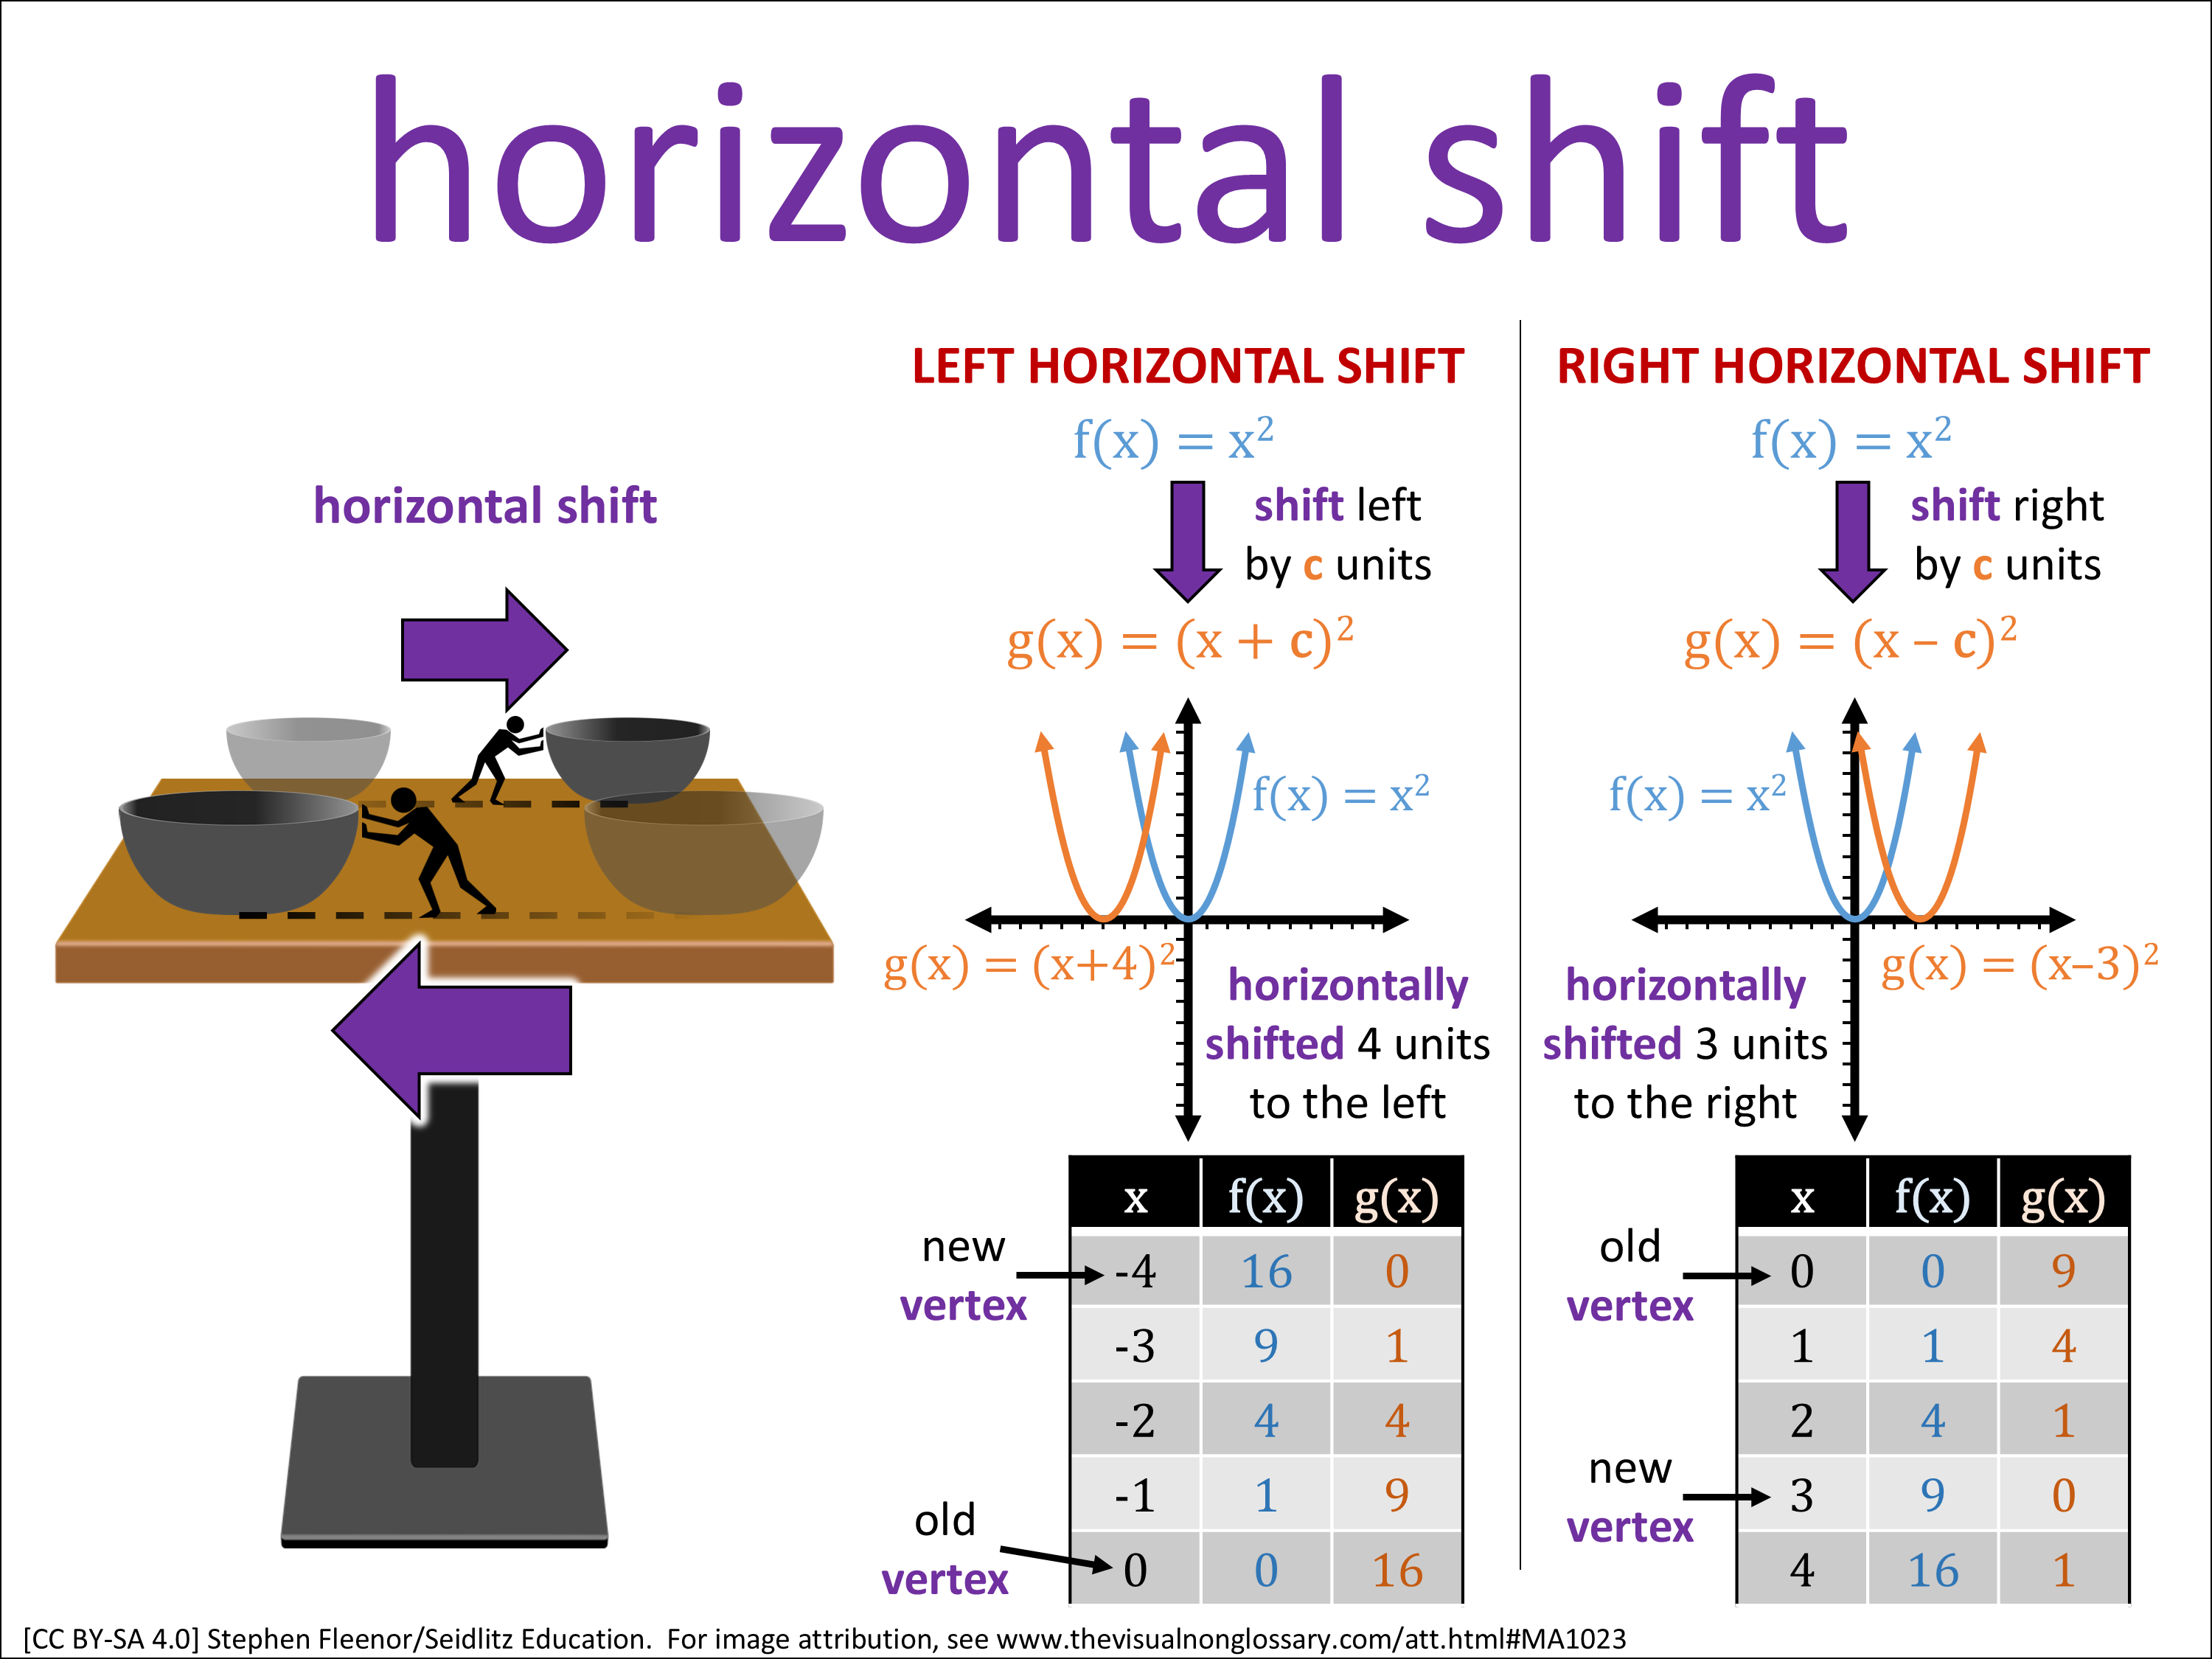 horizontal shift
horizontal shift
LEFT HORIZONTAL SHIFT
f(x) = x²
shift left
by c units
g(x) = (x + c)²
f(x) = x²
g(x) = (x+4)²
horizontally
shifted 4 units
to the left
x f(x) g(x)
new
vertex
-4 16 0
-3 9 1
-2 4 4
-1 1 9
old
vertex
0 0 16
RIGHT HORIZONTAL SHIFT
f(x) = x²
shift right
by c units
g(x) = (x – c)²
f(x) = x²
g(x) = (x–3)²
horizontally
shifted 3 units
to the right
x f(x) g(x)
old
vertex
0 0 9
1 1 4
2 4 1
new
vertex
3 9 0
4 16 1
[CC BY-SA 4.0] Stephen Fleenor/Seidlitz Education. For image attribution, see www.thevisualnonglossary.com/att.html#MA1023